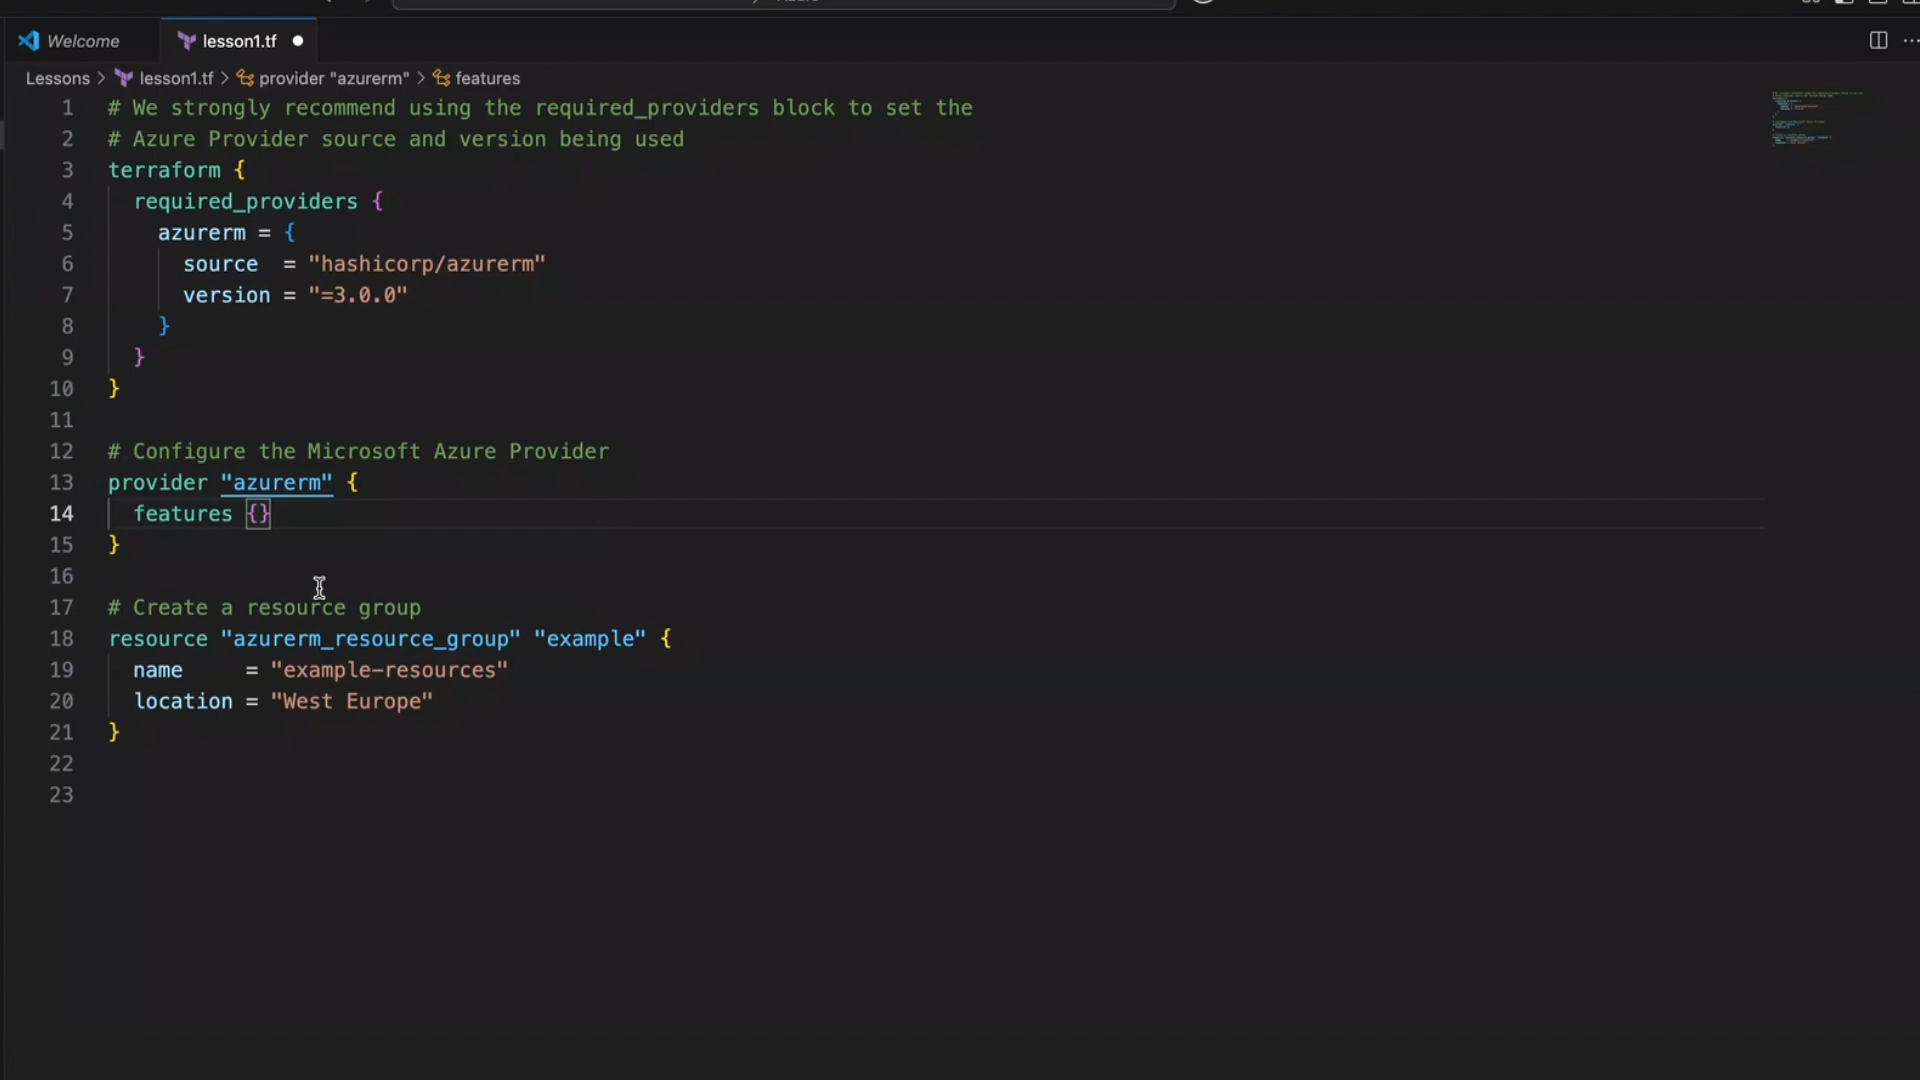 Welcome
lesson1.tf
Lessons > lesson1.tf > provider "azurerm" > features
1 # We strongly recommend using the required_providers block to set the
2 # Azure Provider source and version being used
3 terraform {
4   required_providers {
5     azurerm = {
6       source  = "hashicorp/azurerm"
7       version = "=3.0.0"
8     }
9   }
10 }
11
12 # Configure the Microsoft Azure Provider
13 provider "azurerm" {
14   features {}
15 }
16
17 # Create a resource group
18 resource "azurerm_resource_group" "example" {
19   name     = "example-resources"
20   location = "West Europe"
21 }
22
23